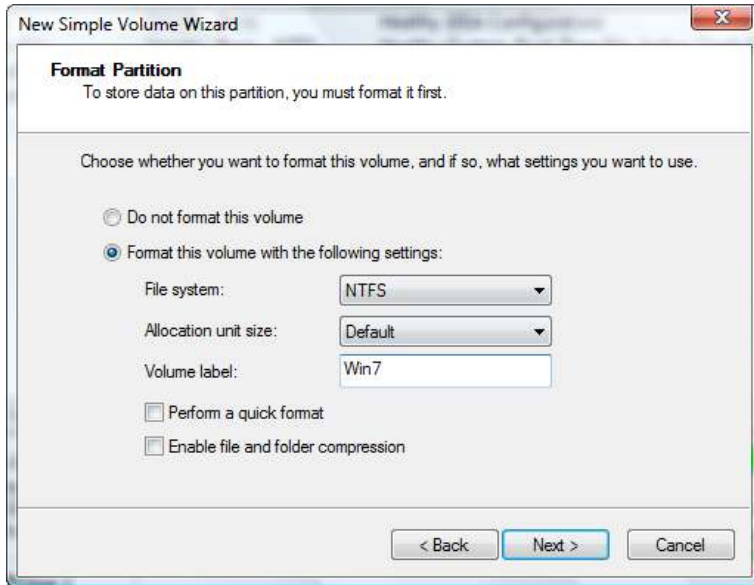 New Simple Volume Wizard
Format Partition
To store data on this partition, you must format it first.
Choose whether you want to format this volume, and if so, what settings you want to use.
Do not format this volume
Format this volume with the following settings:
File system: NTFS
Allocation unit size: Default
Volume label: Win7
Perform a quick format
Enable file and folder compression
< Back Next > Cancel